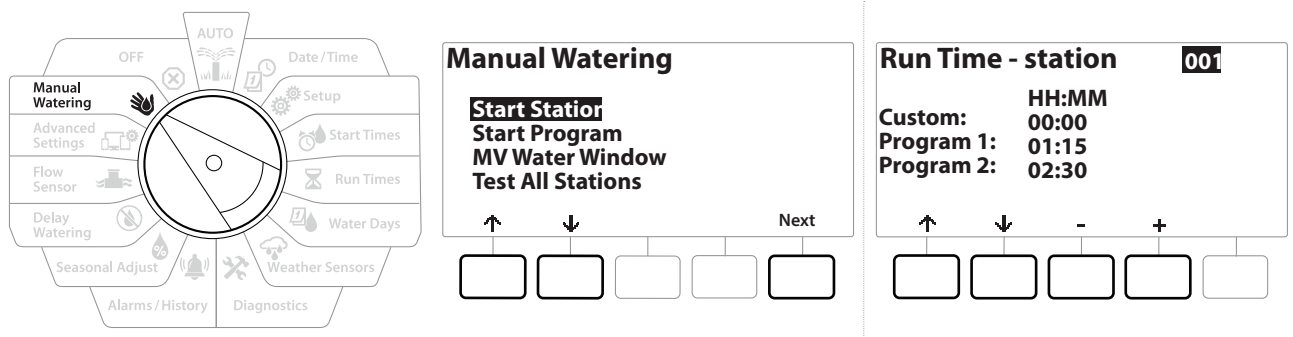 AUTO
OFF
Date / Time
Manual
Watering
Setup
Advanced
Settings
Start Times
Flow
Sensor
Run Times
Delay
Watering
Water Days
Seasonal Adjust
Weather Sensors
Alarms / History
Diagnostics
Manual Watering
Start Station
Start Program
MV Water Window
Test All Stations
↑ ↓ Next
Run Time - station 001
HH:MM
Custom: 00:00
Program 1: 01:15
Program 2: 02:30
↑ ↓ - +